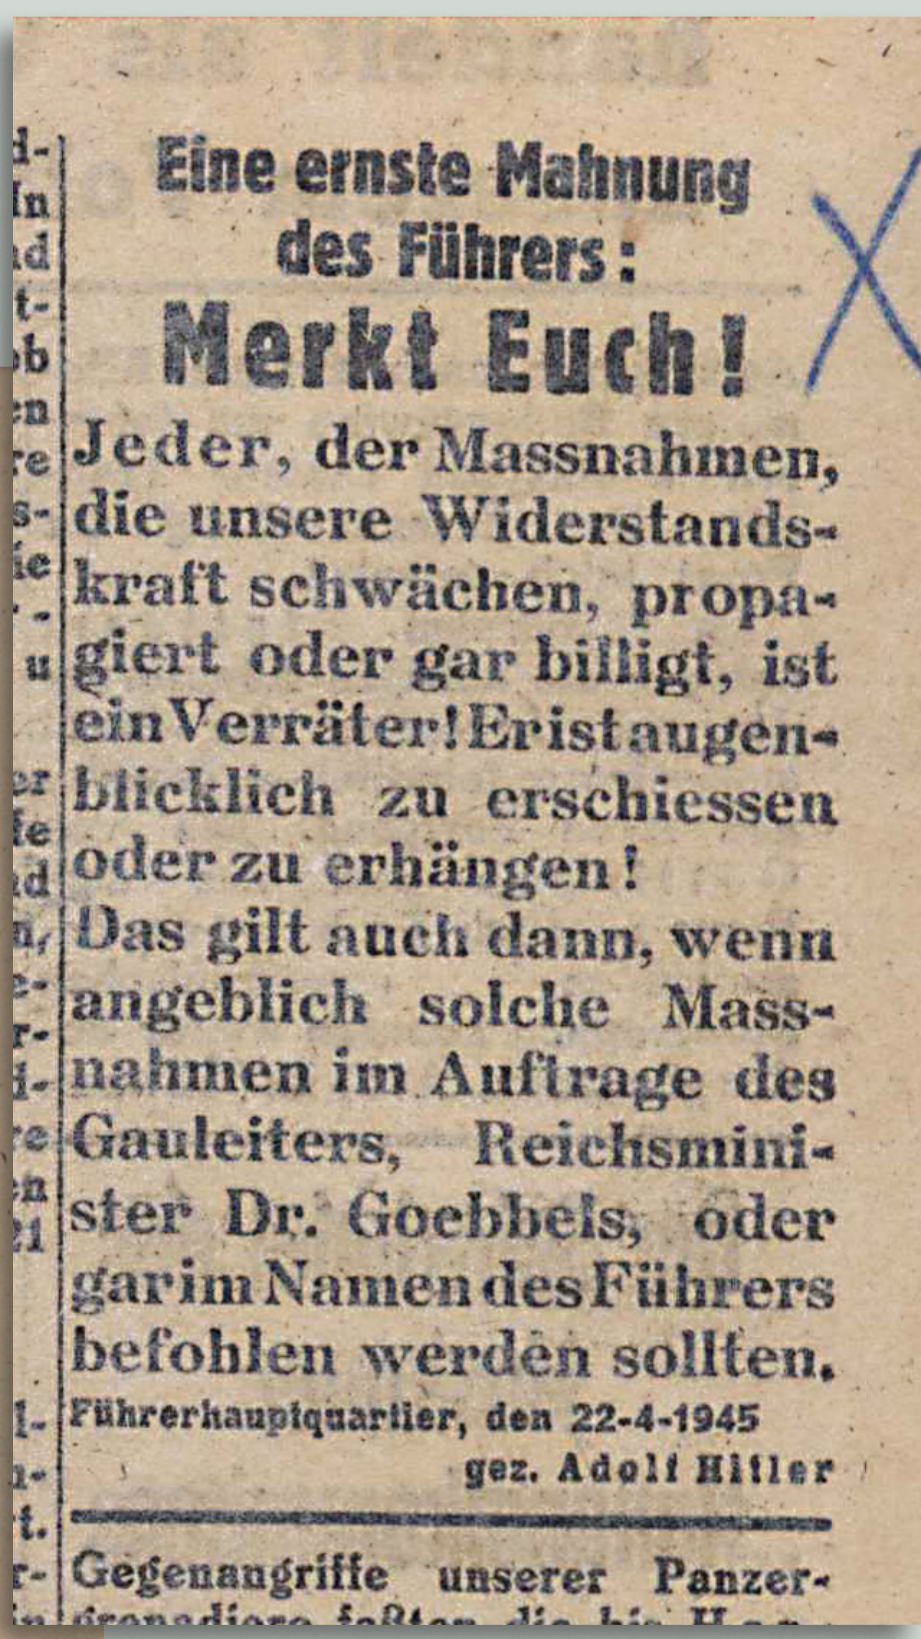 Eine ernste Mahnung
des Führers:
Merkt Euch!
Jeder, der Massnahmen,
die unsere Widerstands-
kraft schwächen, propa-
giert oder gar billigt, ist
ein Verräter! Er ist augen-
blicklich zu erschiessen
oder zu erhängen!
Das gilt auch dann, wenn
angeblich solche Mass-
nahmen im Auftrage des
Gauleiters, Reichsmini-
ster Dr. Goebbels, oder
gar im Namen des Führers
befohlen werden sollten.
Führerhauptquartier, den 22-4-1945
gez. Adolf Hitler
Gegenangriffe unserer Panzer-